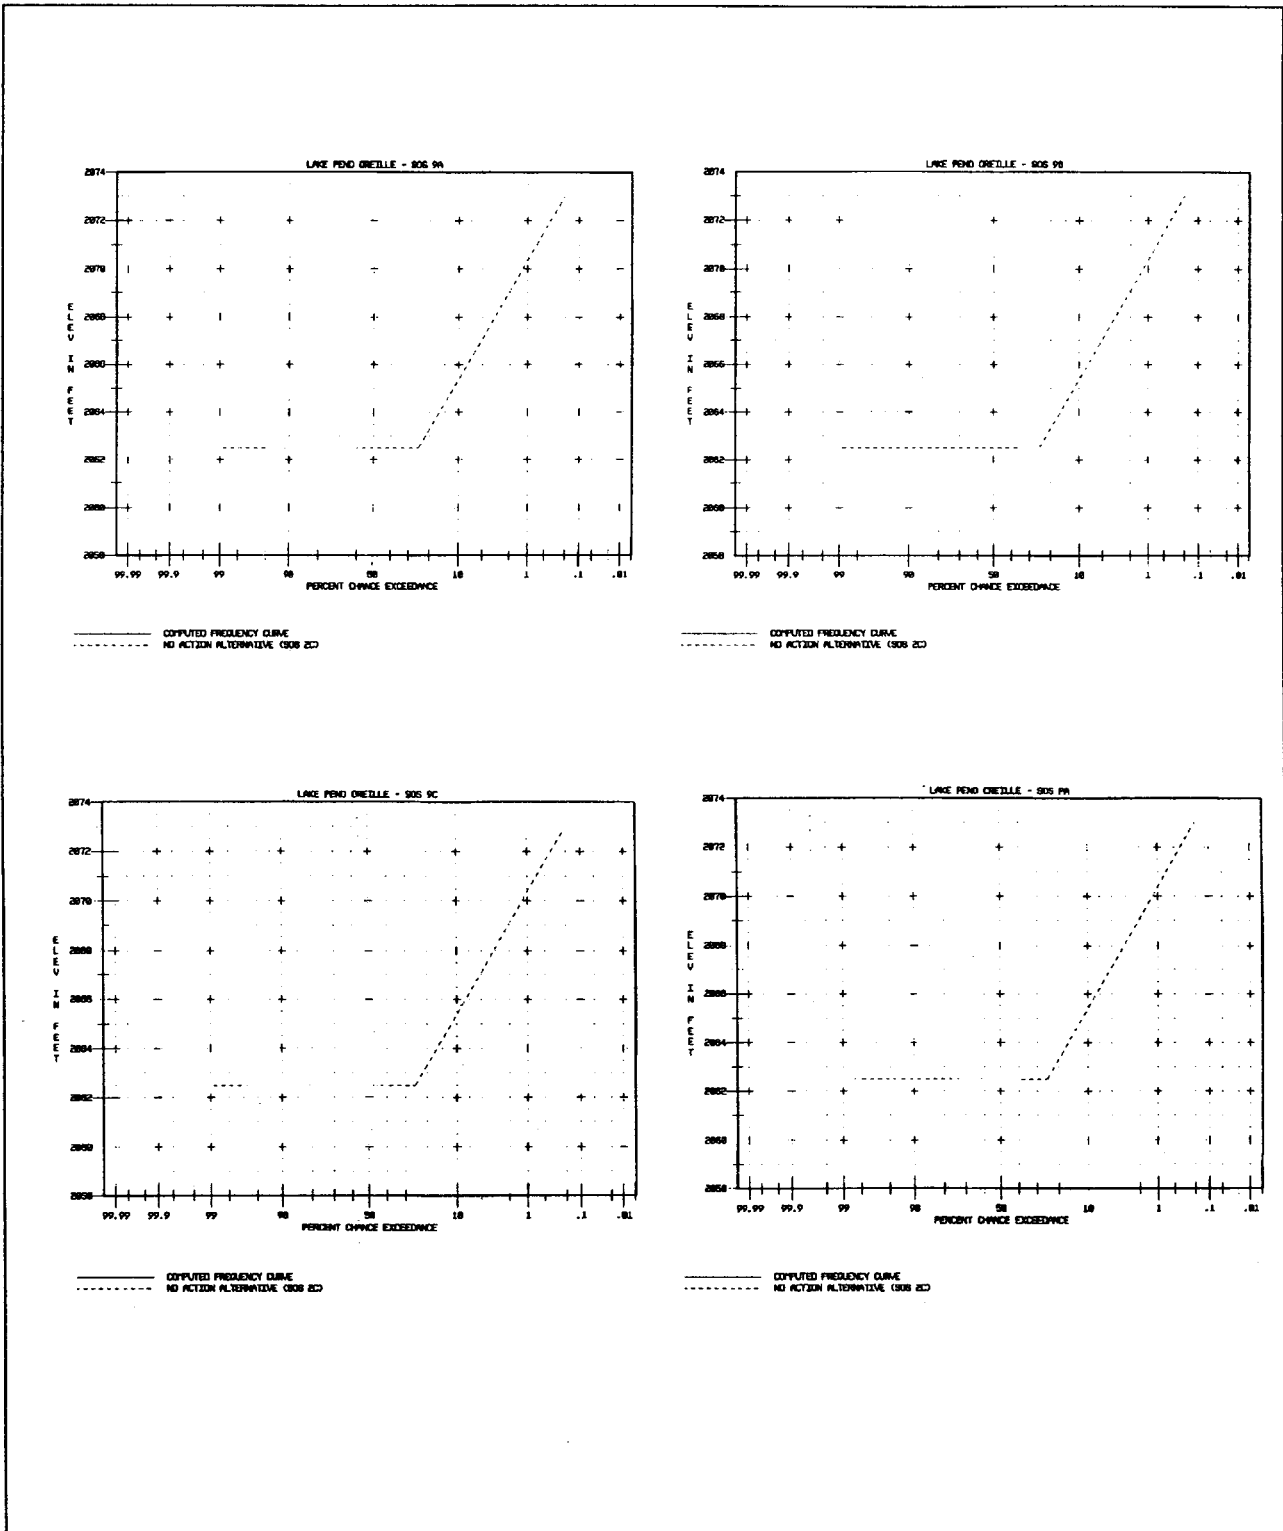 LAKE PEND OREILLE - SOS 9A
2074
2072
2070
2068
2066
2064
2062
2060
2058
ELEV IN FEET
99.99 99.9 99 90 50 10 1 .1 .01
PERCENT CHANCE EXCEEDANCE
COMPUTED FREQUENCY CURVE
NO ACTION ALTERNATIVE (SOS 2C)
LAKE PEND OREILLE - SOS 9B
2074
2072
2070
2068
2066
2064
2062
2060
2058
ELEV IN FEET
99.99 99.9 99 90 50 10 1 .1 .01
PERCENT CHANCE EXCEEDANCE
COMPUTED FREQUENCY CURVE
NO ACTION ALTERNATIVE (SOS 2C)
LAKE PEND OREILLE - SOS 9C
2074
2072
2070
2068
2066
2064
2062
2060
2058
ELEV IN FEET
99.99 99.9 99 90 50 10 1 .1 .01
PERCENT CHANCE EXCEEDANCE
COMPUTED FREQUENCY CURVE
NO ACTION ALTERNATIVE (SOS 2C)
LAKE PEND OREILLE - SOS PA
2074
2072
2070
2068
2066
2064
2062
2060
2058
ELEV IN FEET
99.99 99.9 99 90 50 10 1 .1 .01
PERCENT CHANCE EXCEEDANCE
COMPUTED FREQUENCY CURVE
NO ACTION ALTERNATIVE (SOS 2C)